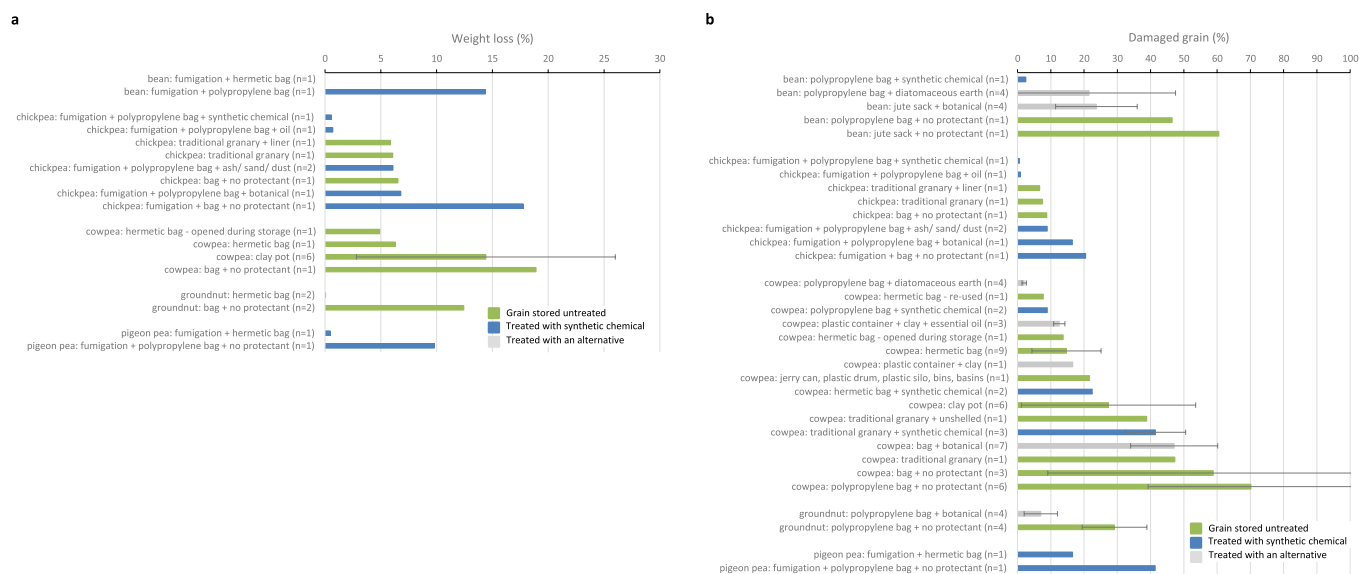 a
Weight loss (%)
0 5 10 15 20 25 30
bean: fumigation + hermetic bag (n=1)
bean: fumigation + polypropylene bag (n=1)
chickpea: fumigation + polypropylene bag + synthetic chemical (n=1)
chickpea: fumigation + polypropylene bag + oil (n=1)
chickpea: traditional granary + liner (n=1)
chickpea: traditional granary (n=1)
chickpea: fumigation + polypropylene bag + ash/ sand/ dust (n=2)
chickpea: bag + no protectant (n=1)
chickpea: fumigation + polypropylene bag + botanical (n=1)
chickpea: fumigation + bag + no protectant (n=1)
cowpea: hermetic bag - opened during storage (n=1)
cowpea: hermetic bag (n=1)
cowpea: clay pot (n=6)
cowpea: bag + no protectant (n=1)
groundnut: hermetic bag (n=2)
groundnut: bag + no protectant (n=2)
pigeon pea: fumigation + hermetic bag (n=1)
pigeon pea: fumigation + polypropylene bag + no protectant (n=1)
Grain stored untreated
Treated with synthetic chemical
Treated with an alternative
b
Damaged grain (%)
0 10 20 30 40 50 60 70 80 90 100
bean: polypropylene bag + synthetic chemical (n=1)
bean: polypropylene bag + diatomaceous earth (n=4)
bean: jute sack + botanical (n=4)
bean: polypropylene bag + no protectant (n=1)
bean: jute sack + no protectant (n=1)
chickpea: fumigation + polypropylene bag + synthetic chemical (n=1)
chickpea: fumigation + polypropylene bag + oil (n=1)
chickpea: traditional granary + liner (n=1)
chickpea: traditional granary (n=1)
chickpea: bag + no protectant (n=1)
chickpea: fumigation + polypropylene bag + ash/ sand/ dust (n=2)
chickpea: fumigation + polypropylene bag + botanical (n=1)
chickpea: fumigation + bag + no protectant (n=1)
cowpea: polypropylene bag + diatomaceous earth (n=4)
cowpea: hermetic bag - re-used (n=1)
cowpea: polypropylene bag + synthetic chemical (n=2)
cowpea: plastic container + clay + essential oil (n=3)
cowpea: hermetic bag - opened during storage (n=1)
cowpea: hermetic bag (n=9)
cowpea: plastic container + clay (n=1)
cowpea: jerry can, plastic drum, plastic silo, bins, basins (n=1)
cowpea: hermetic bag + synthetic chemical (n=2)
cowpea: clay pot (n=6)
cowpea: traditional granary + unshelled (n=1)
cowpea: traditional granary + synthetic chemical (n=3)
cowpea: bag + botanical (n=7)
cowpea: traditional granary (n=1)
cowpea: bag + no protectant (n=3)
cowpea: polypropylene bag + no protectant (n=6)
groundnut: polypropylene bag + botanical (n=4)
groundnut: polypropylene bag + no protectant (n=4)
pigeon pea: fumigation + hermetic bag (n=1)
pigeon pea: fumigation + polypropylene bag + no protectant (n=1)
Grain stored untreated
Treated with synthetic chemical
Treated with an alternative